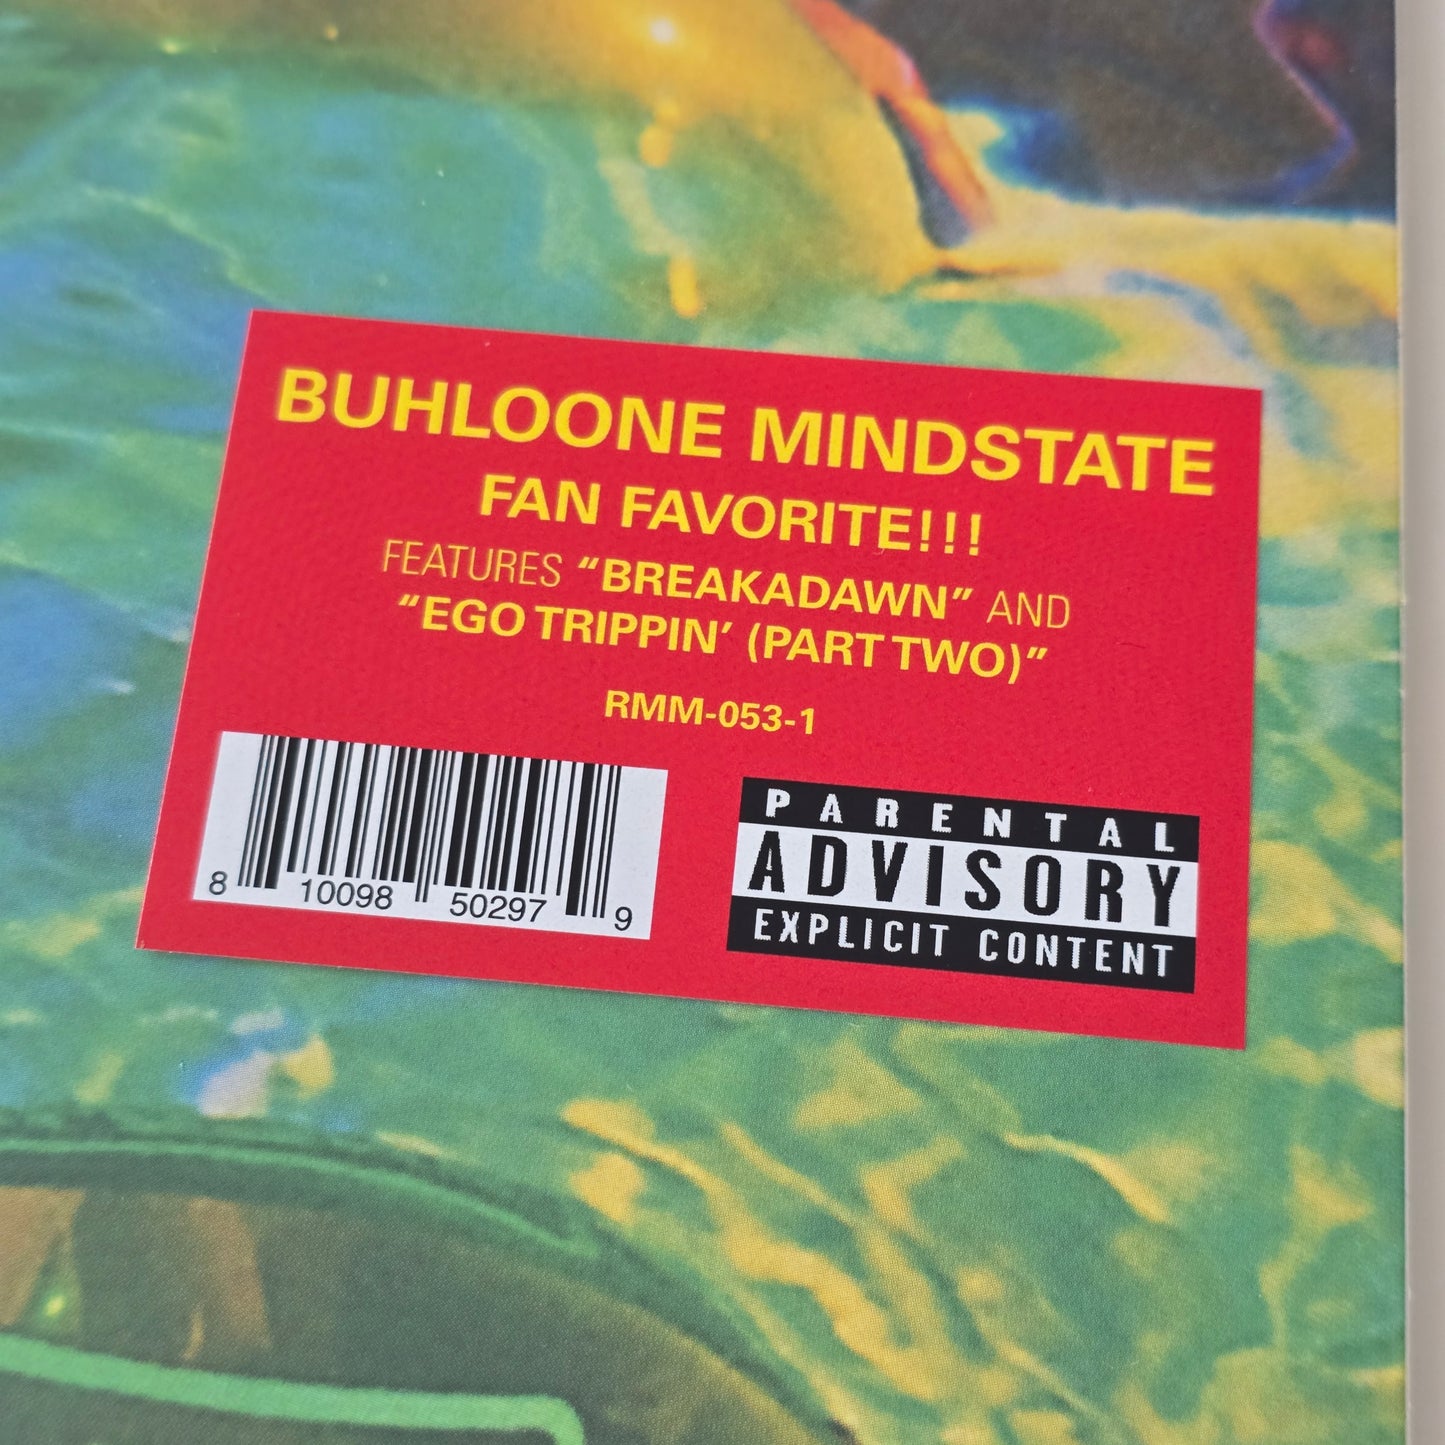 BUHLOONE MINDSTATE
FAN FAVORITE!!!
FEATURES “BREAKADAWN” AND
“EGO TRIPPIN’ (PART TWO)”
RMM-053-1
8 10098 50297 9
PARENTAL
ADVISORY
EXPLICIT CONTENT